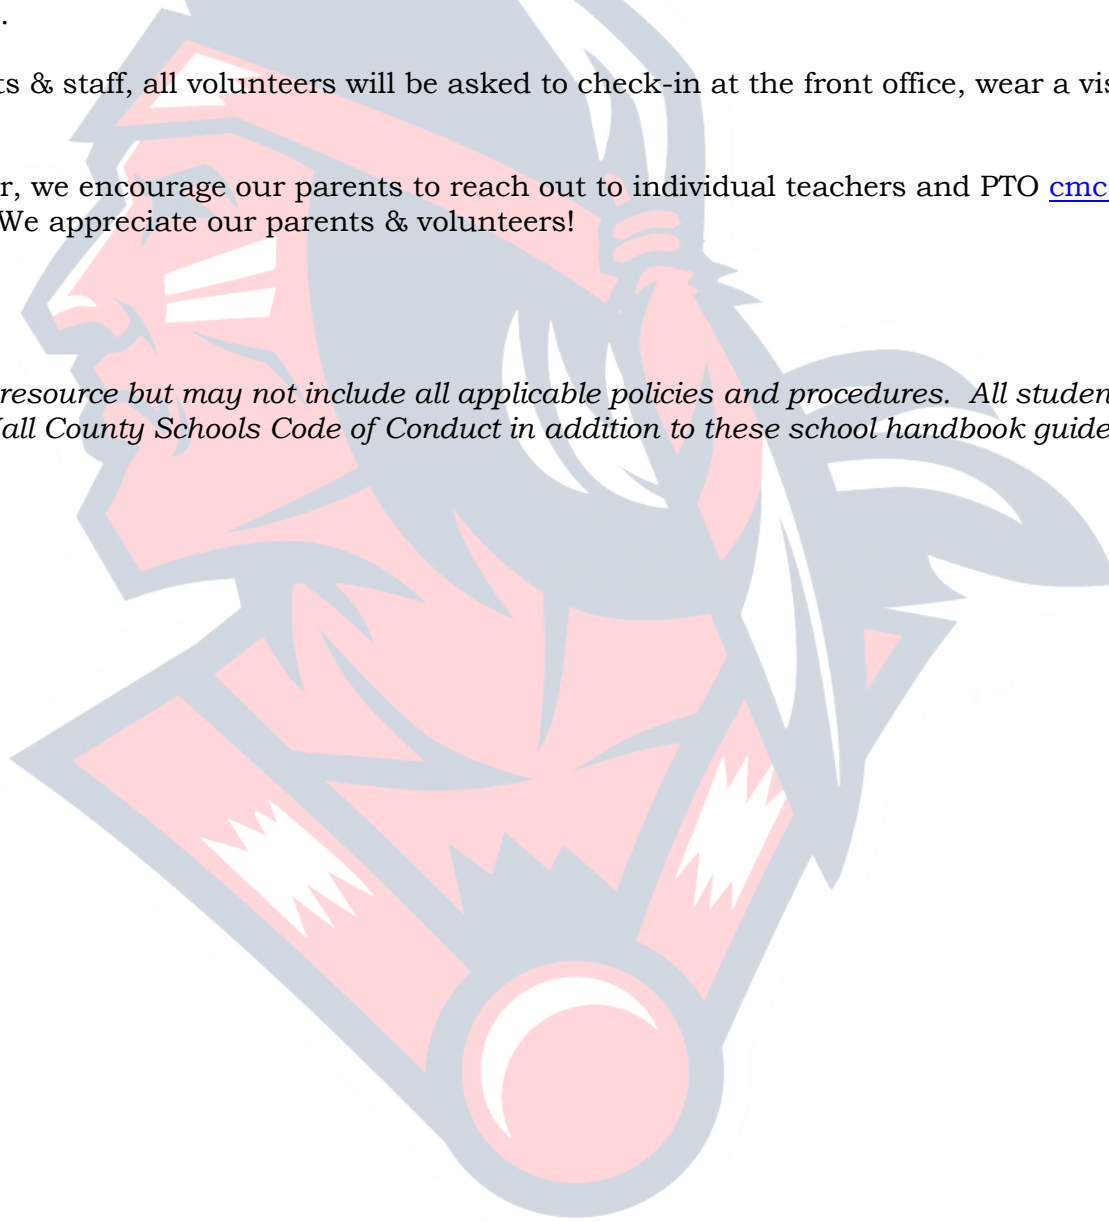 .
ts & staff, all volunteers will be asked to check-in at the front office, wear a vis
r, we encourage our parents to reach out to individual teachers and PTO cmc
We appreciate our parents & volunteers!
resource but may not include all applicable policies and procedures.  All studen
all County Schools Code of Conduct in addition to these school handbook guide